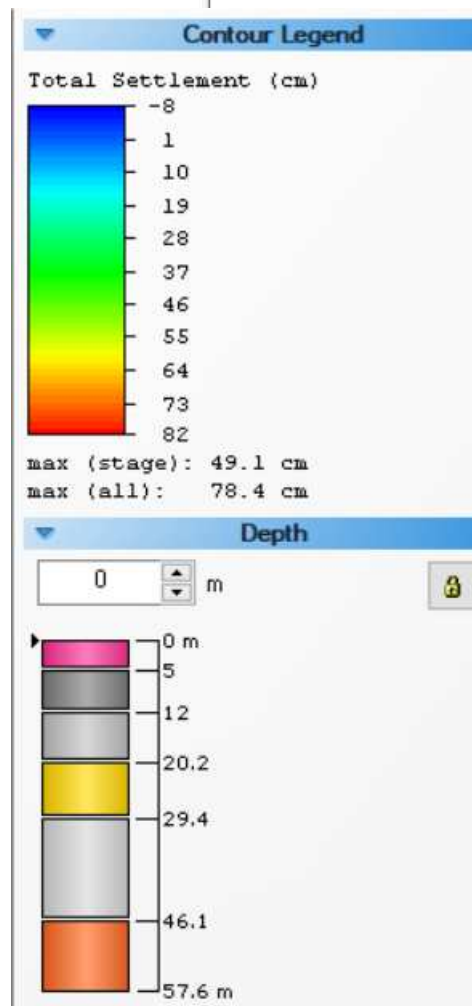 Contour Legend
Total Settlement (cm)
-8
1
10
19
28
37
46
55
64
73
82
max (stage): 49.1 cm
max (all): 78.4 cm
Depth
0 m
0 m
5
12
20.2
29.4
46.1
57.6 m